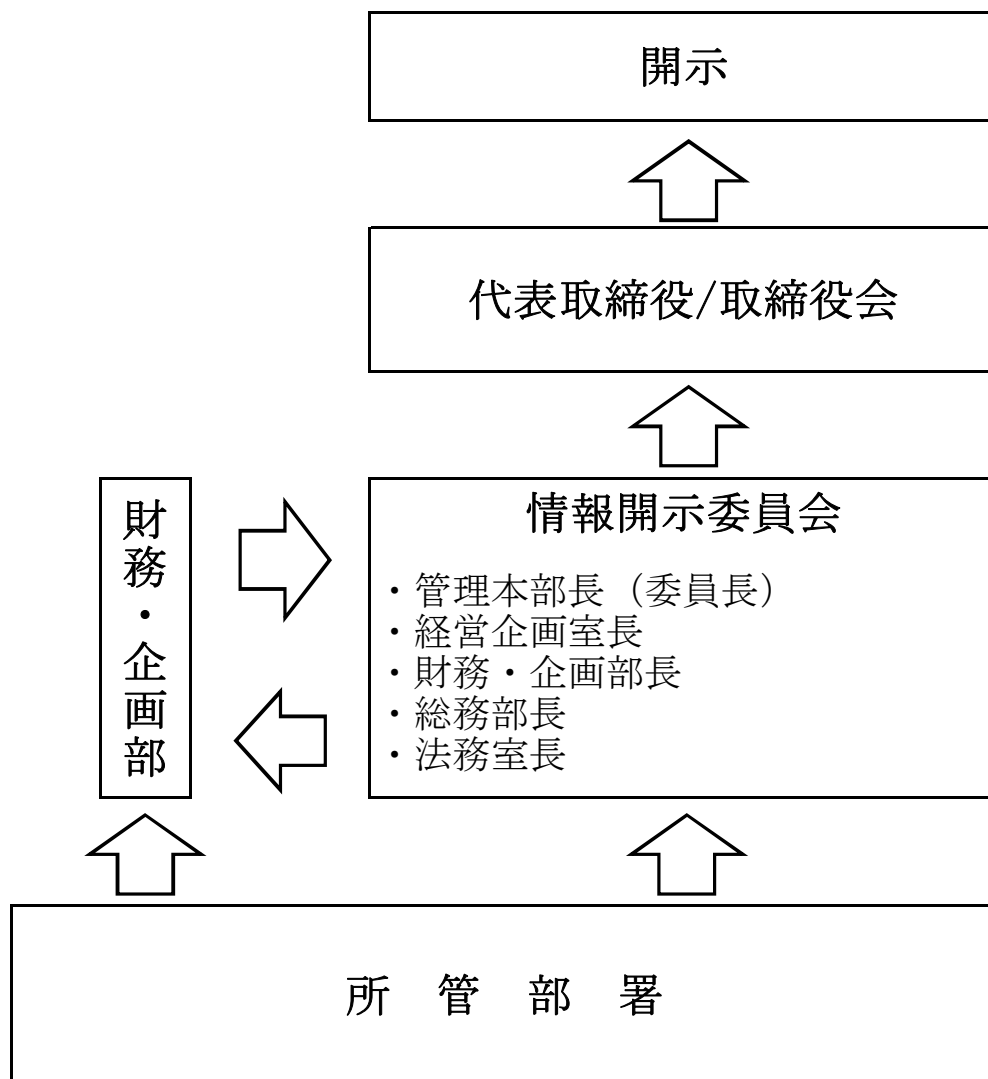 開示
代表取締役/取締役会
財務・企画部
情報開示委員会
・管理本部長（委員長）
・経営企画室長
・財務・企画部長
・総務部長
・法務室長
所管部署